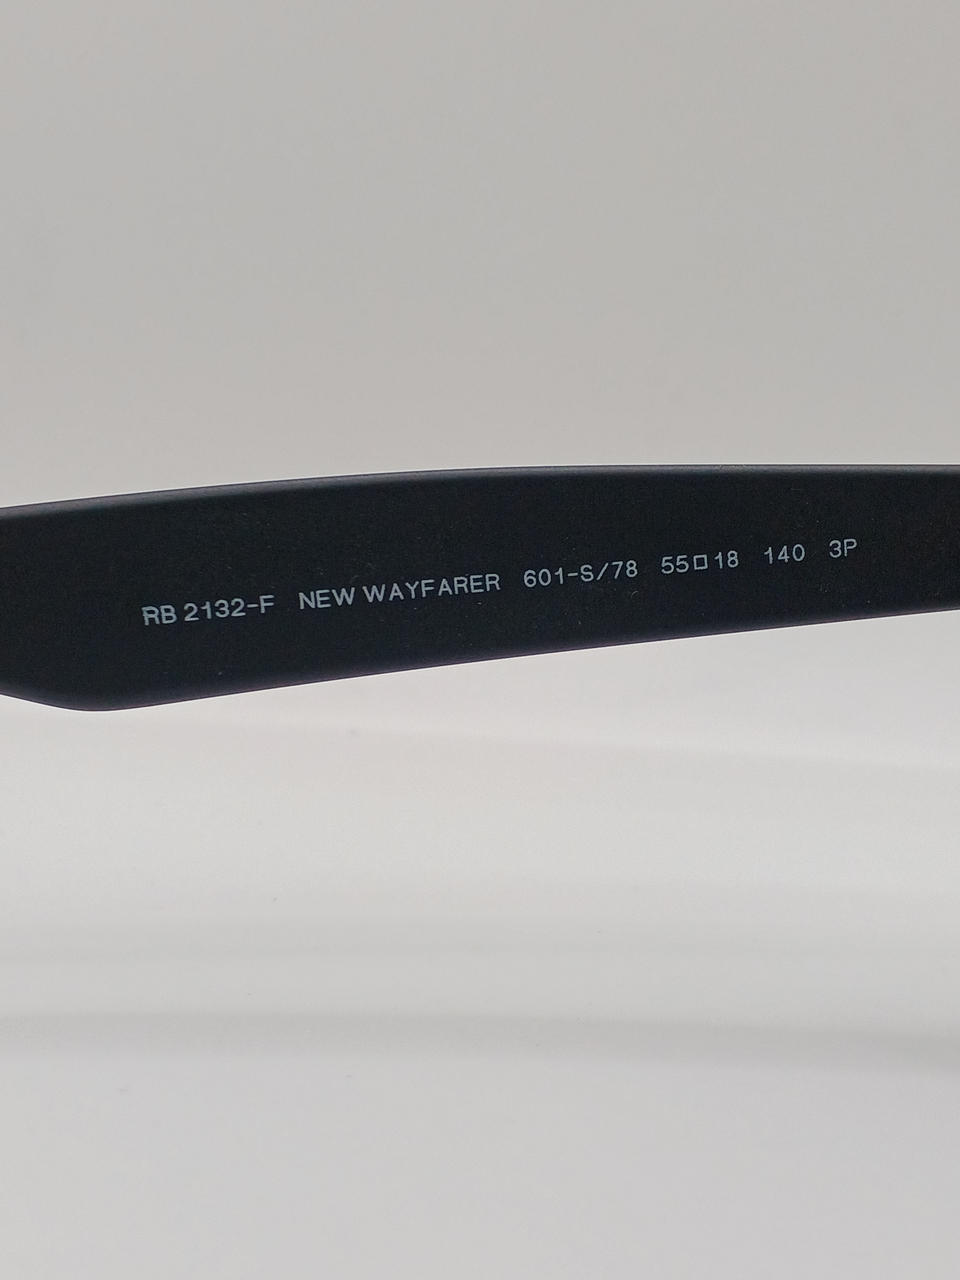 RB 2132-F NEW WAYFARER 601-S/78 55□18 140 3P